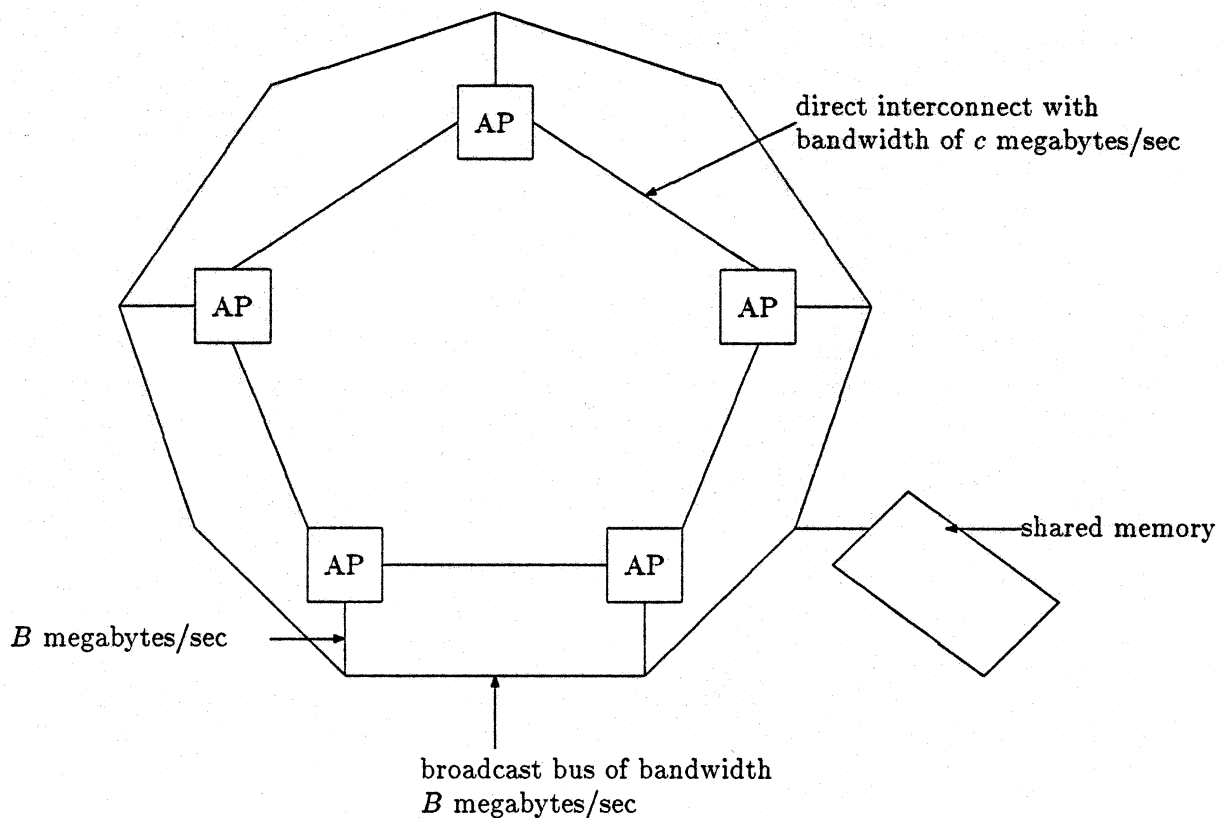 AP
direct interconnect with
bandwidth of c megabytes/sec
AP
AP
shared memory
AP
AP
B megabytes/sec
broadcast bus of bandwidth
B megabytes/sec